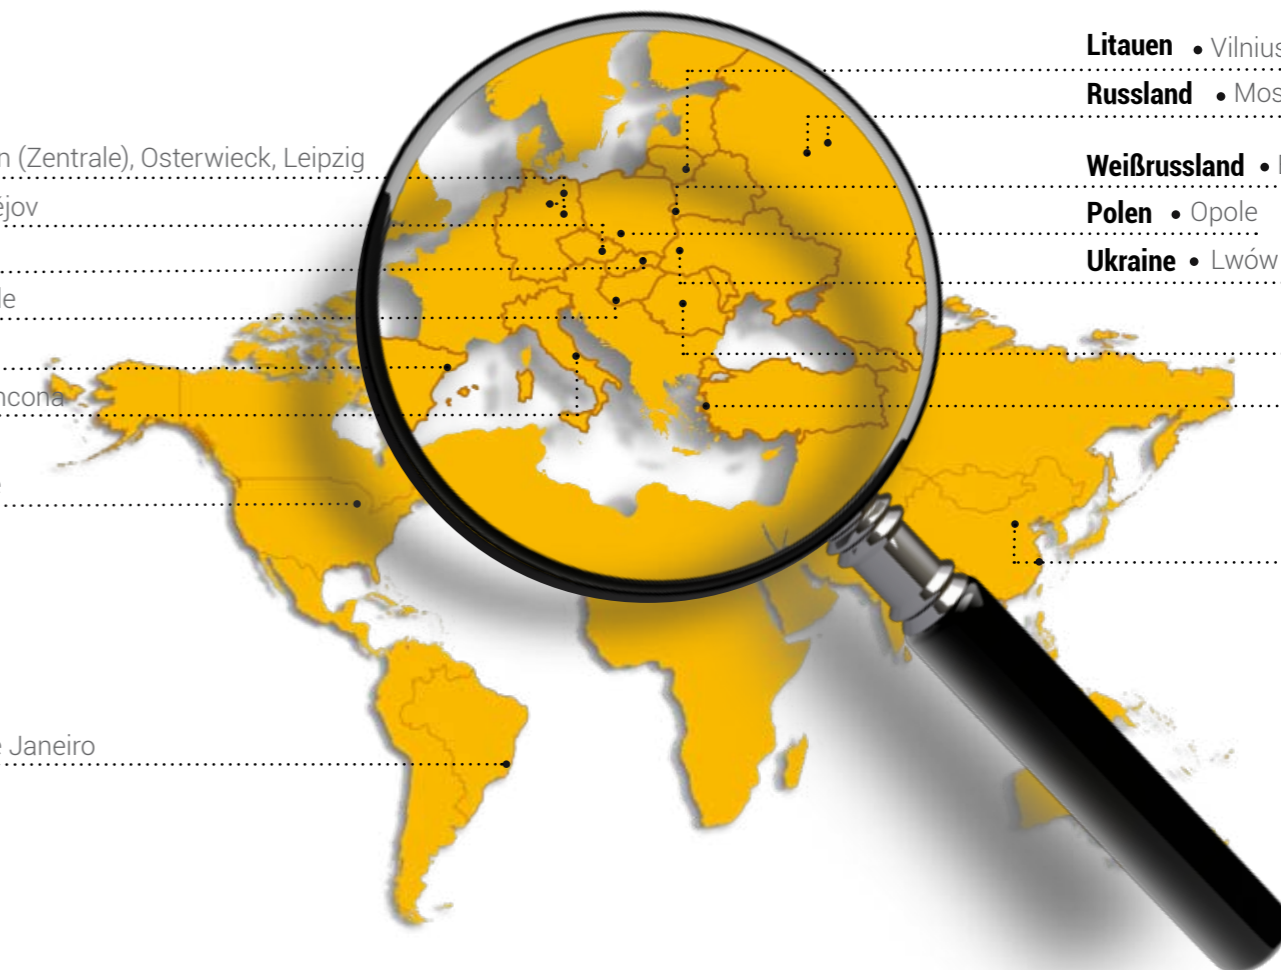 Litauen • Vilnius
Russland • Mos
Weißrussland •
Polen • Opole
Ukraine • Lwów
n (Zentrale), Osterwieck, Leipzig
ějov
le
ncona
e Janeiro